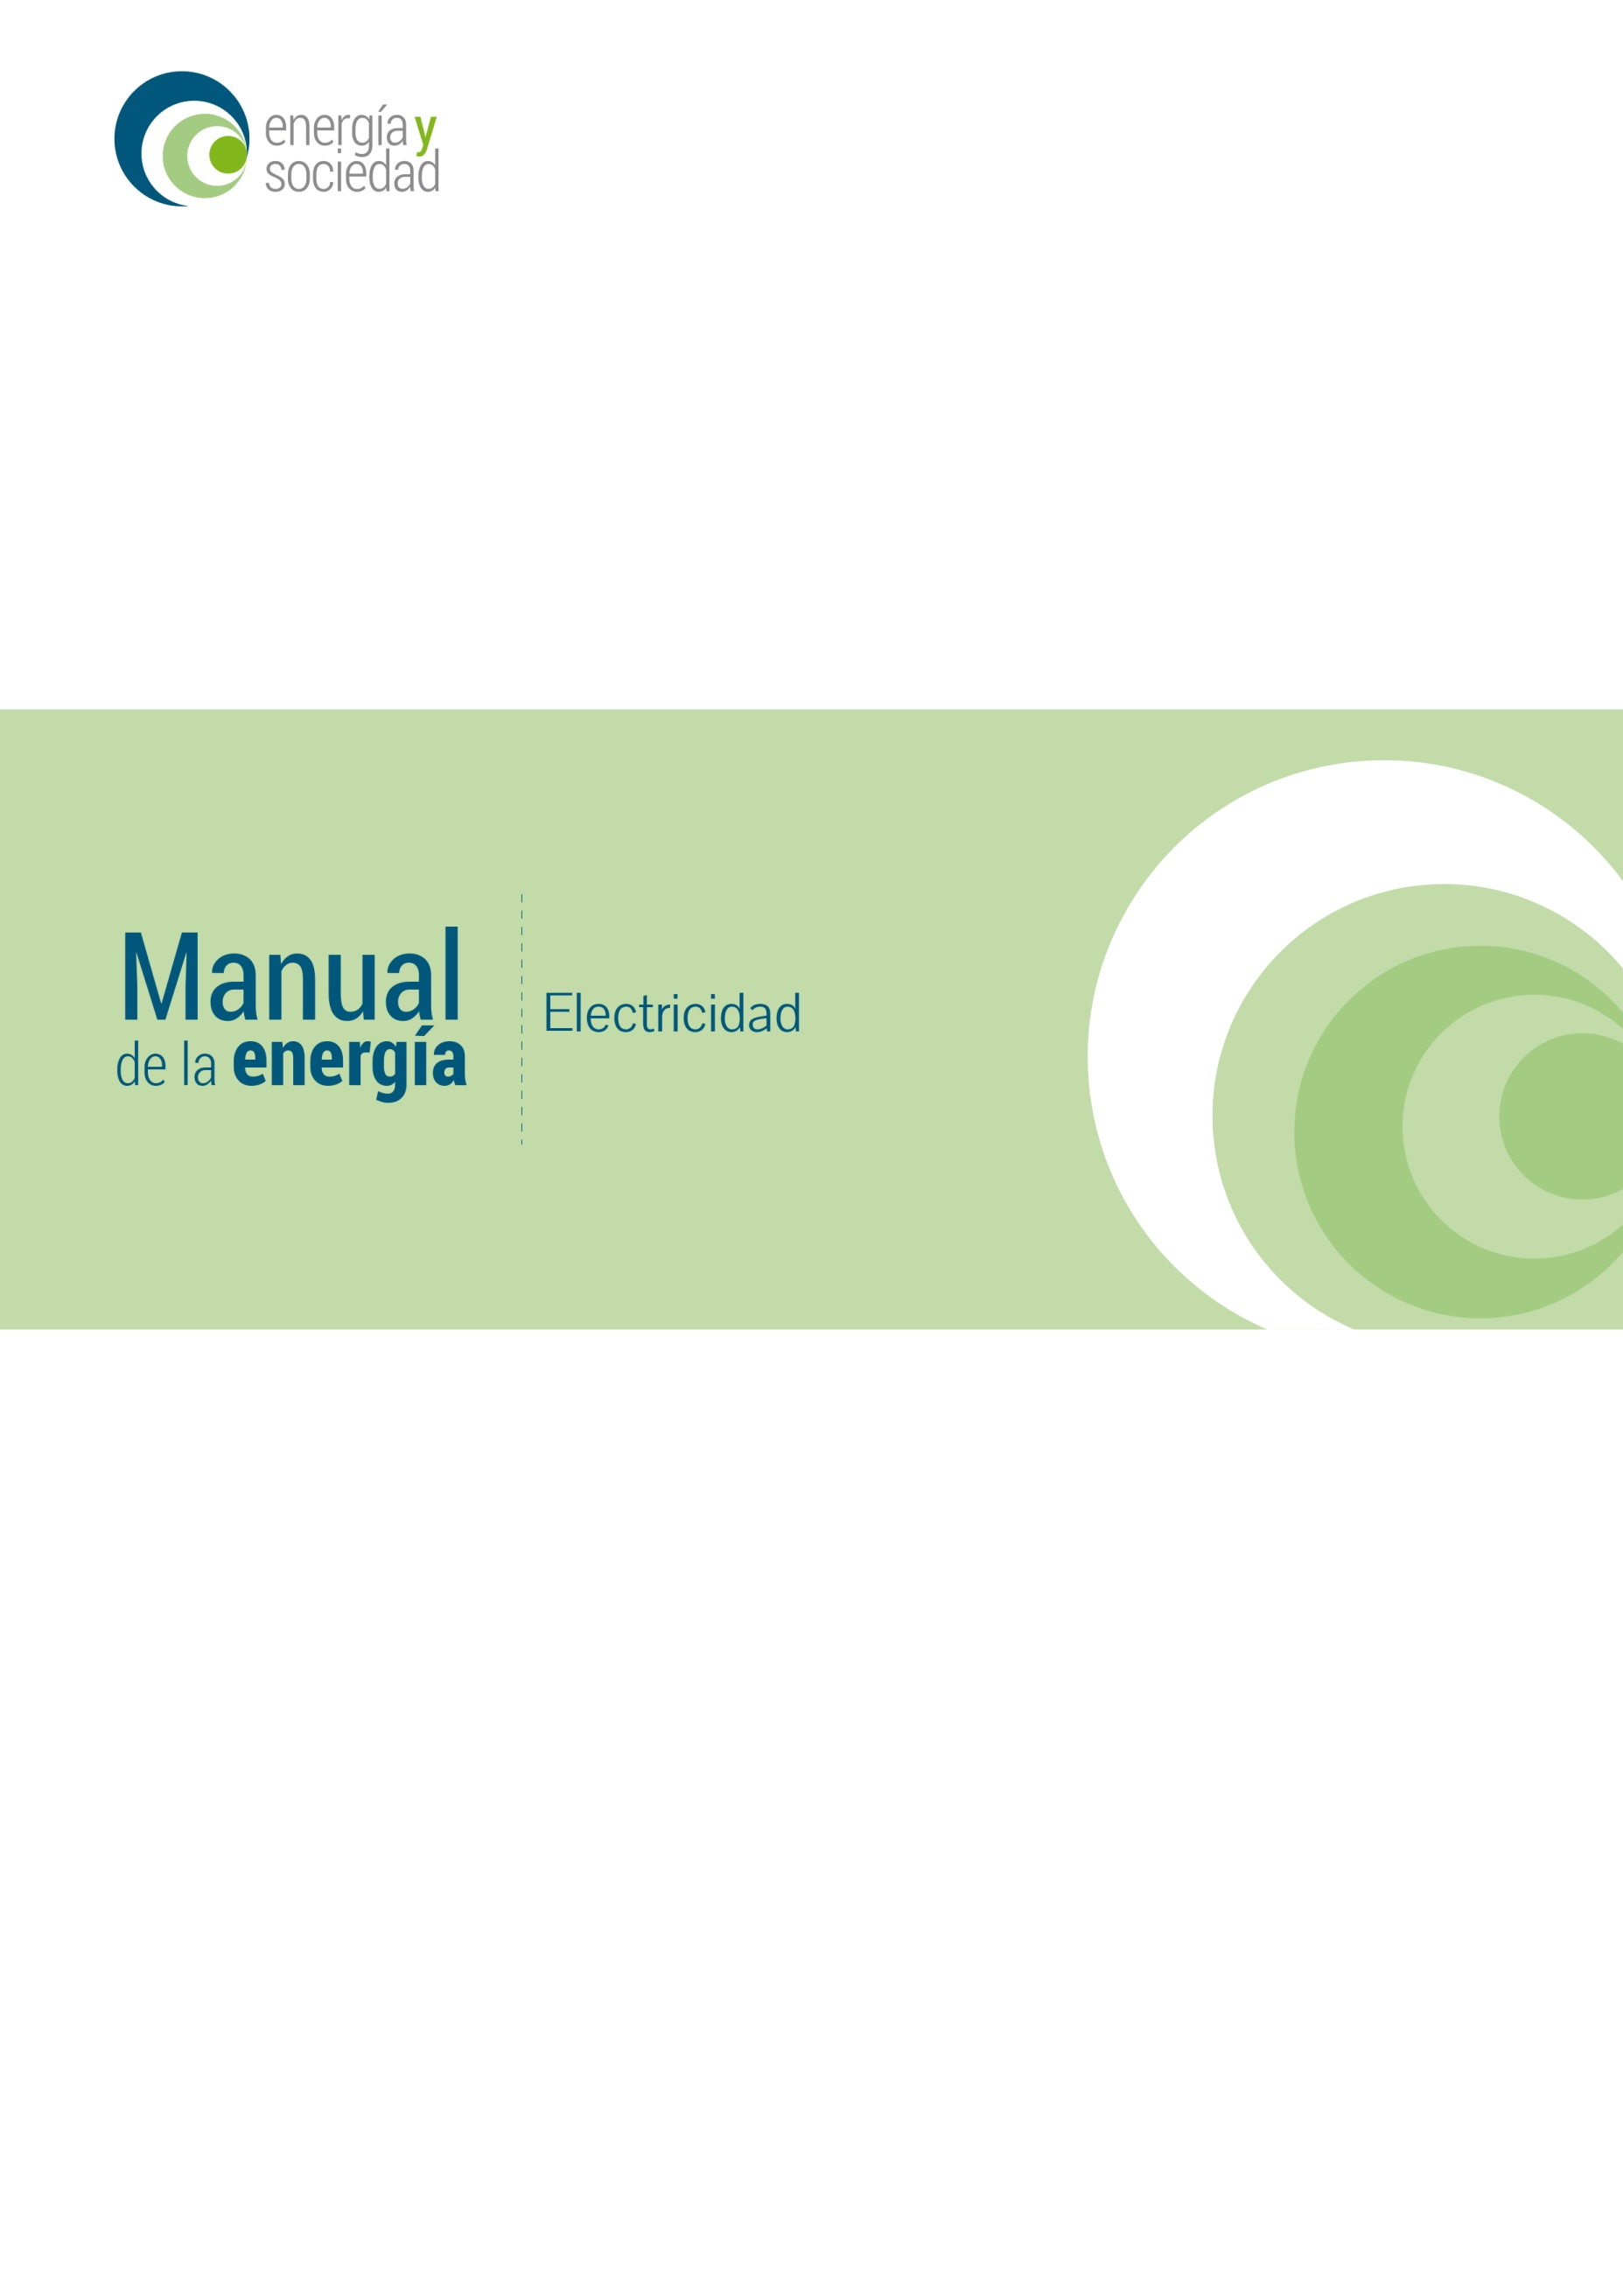 energía y
sociedad
Manual
de la energía
Electricidad